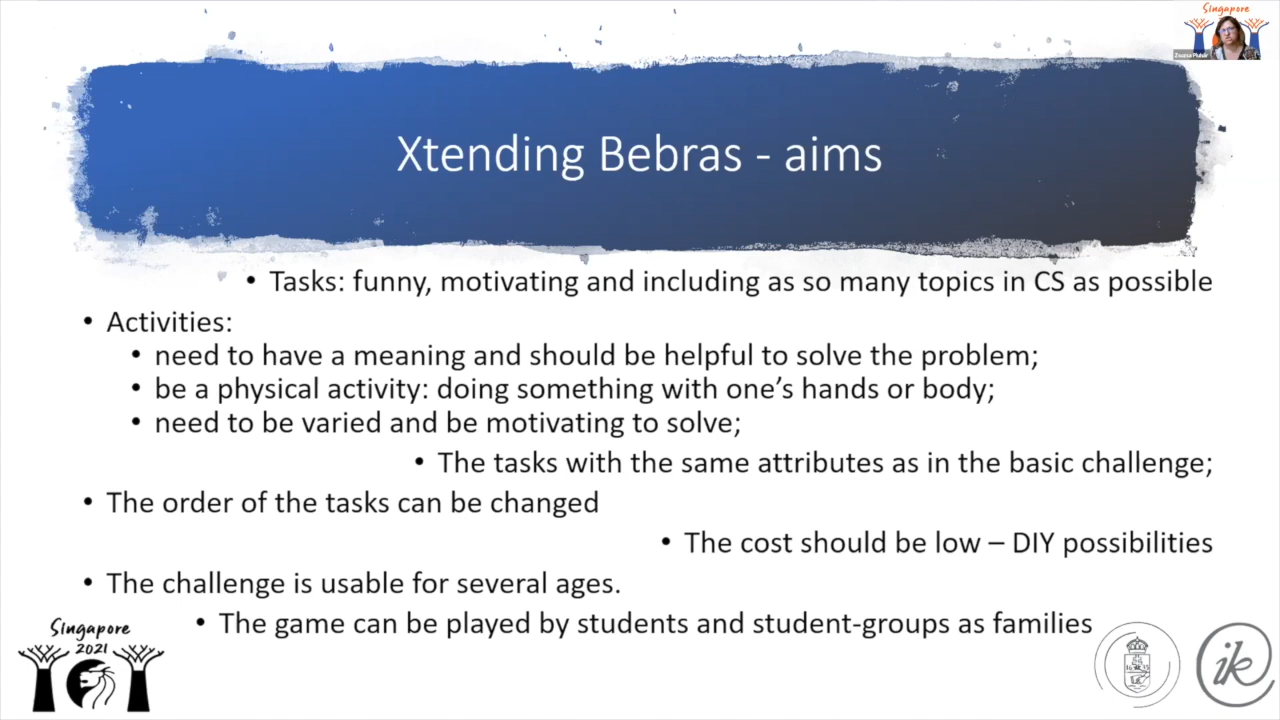 Singapore
Zsuzsa Pluhár
Xtending Bebras - aims
• Tasks: funny, motivating and including as so many topics in CS as possible
• Activities:
• need to have a meaning and should be helpful to solve the problem;
• be a physical activity: doing something with one’s hands or body;
• need to be varied and be motivating to solve;
• The tasks with the same attributes as in the basic challenge;
• The order of the tasks can be changed
• The cost should be low – DIY possibilities
• The challenge is usable for several ages.
• The game can be played by students and student-groups as families
Singapore
2021
ik